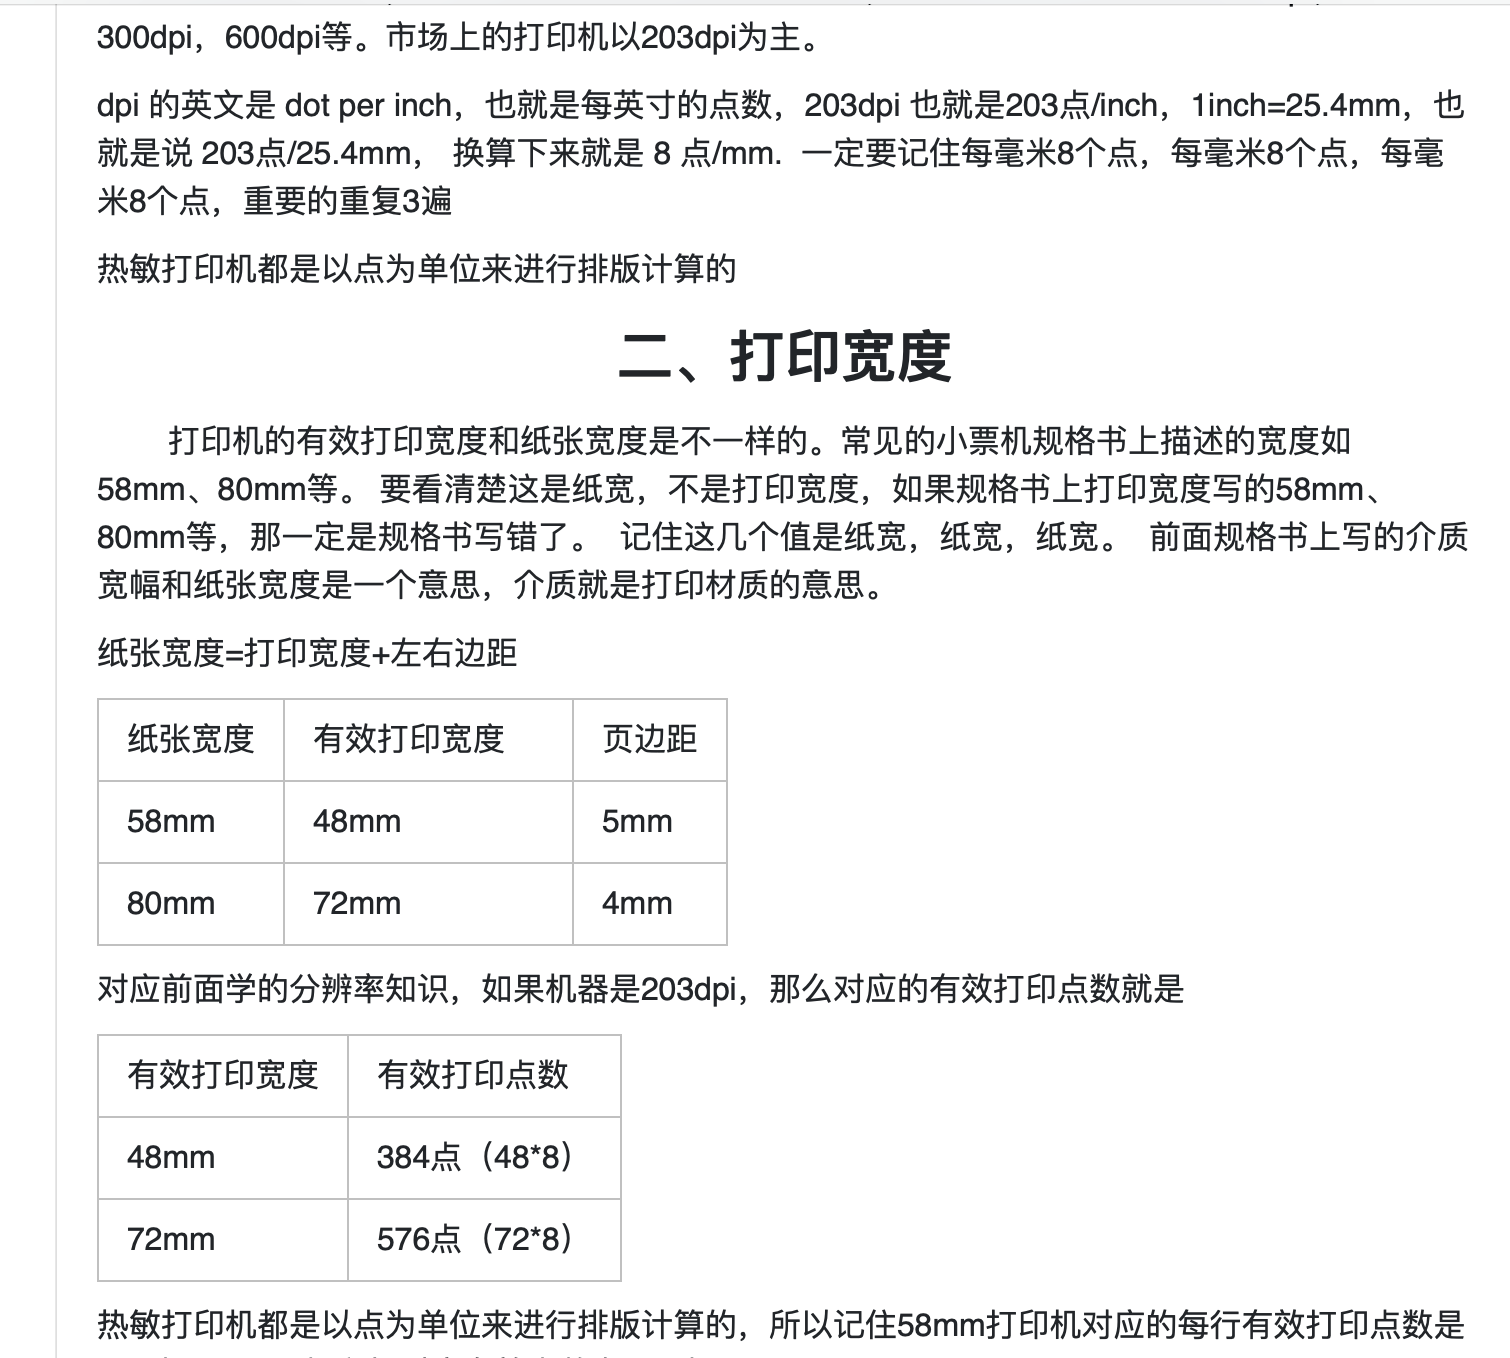 300dpi，600dpi等。市场上的打印机以203dpi为主。
dpi 的英文是 dot per inch，也就是每英寸的点数，203dpi 也就是203点/inch，1inch=25.4mm，也
就是说 203点/25.4mm， 换算下来就是 8 点/mm. 一定要记住每毫米8个点，每毫米8个点，每毫
米8个点，重要的重复3遍
热敏打印机都是以点为单位来进行排版计算的
二、打印宽度
打印机的有效打印宽度和纸张宽度是不一样的。常见的小票机规格书上描述的宽度如
58mm、80mm等。 要看清楚这是纸宽，不是打印宽度，如果规格书上打印宽度写的58mm、
80mm等，那一定是规格书写错了。 记住这几个值是纸宽，纸宽，纸宽。 前面规格书上写的介质
宽幅和纸张宽度是一个意思，介质就是打印材质的意思。
纸张宽度=打印宽度+左右边距
纸张宽度 有效打印宽度 页边距
58mm 48mm 5mm
80mm 72mm 4mm
对应前面学的分辨率知识，如果机器是203dpi，那么对应的有效打印点数就是
有效打印宽度 有效打印点数
48mm 384点（48*8）
72mm 576点（72*8）
热敏打印机都是以点为单位来进行排版计算的，所以记住58mm打印机对应的每行有效打印点数是